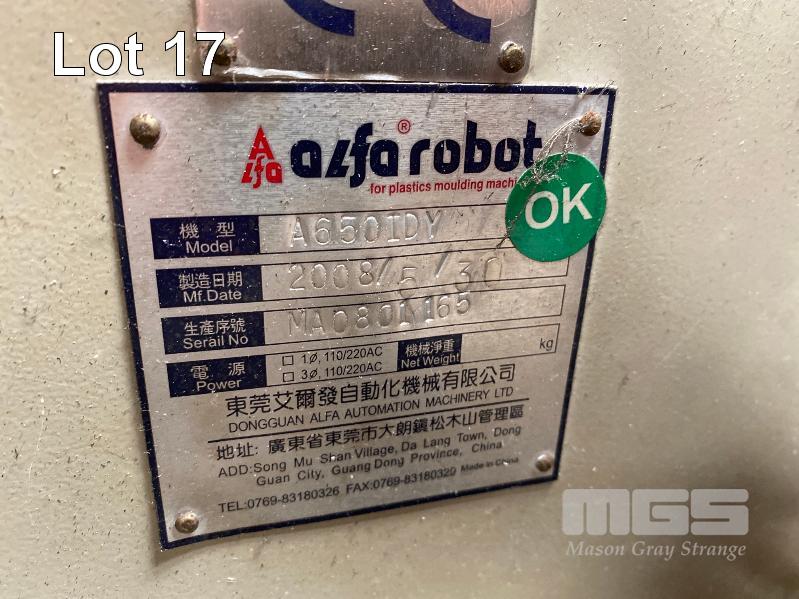 Lot 17
CE
ALFA alfa® robot
for plastics moulding machi
OK
機型 Model A650IDY
製造日期 Mf.Date 2008/5/30
生產序號 Serail No MA0801165
電源 Power □ 1Ø, 110/220AC □ 3Ø, 110/220AC 機械淨重 Net Weight kg
東莞艾爾發自動化機械有限公司
DONGGUAN ALFA AUTOMATION MACHINERY LTD
地址: 廣東省東莞市大朗鎮松木山管理區
ADD:Song Mu Shan Village, Da Lang Town, Dong
Guan City, Guang Dong Province, China
TEL:0769-83180326 FAX:0769-83180320 Made in China
MGS
Mason Gray Strange